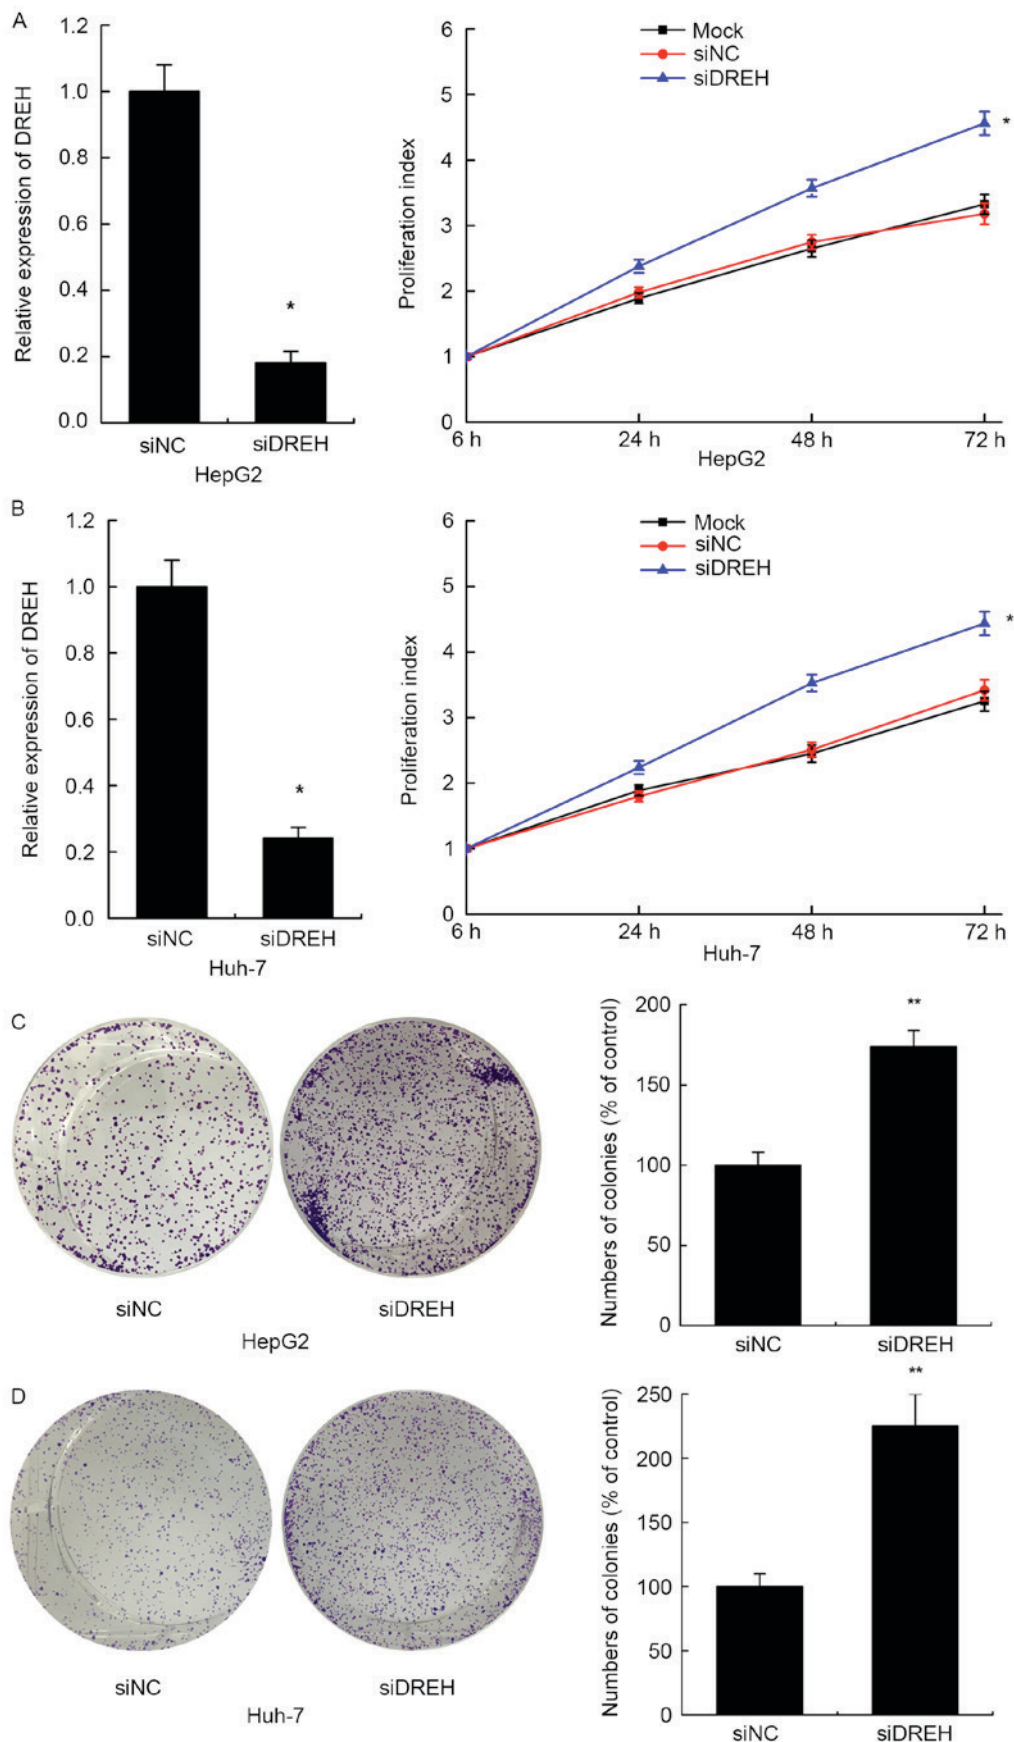 A
Relative expression of DREH
1.2
1.0
0.8
0.6
0.4
0.2
0.0
*
siNC siDREH
HepG2
Proliferation index
6
5
4
3
2
1
0
Mock
siNC
siDREH
*
6 h 24 h 48 h 72 h
HepG2
B
Relative expression of DREH
1.2
1.0
0.8
0.6
0.4
0.2
0.0
*
siNC siDREH
Huh-7
Proliferation index
6
5
4
3
2
1
0
Mock
siNC
siDREH
*
6 h 24 h 48 h 72 h
Huh-7
C
siNC siDREH
HepG2
Numbers of colonies (% of control)
200
150
100
50
0
**
siNC siDREH
D
siNC siDREH
Huh-7
Numbers of colonies (% of control)
250
200
150
100
50
0
**
siNC siDREH